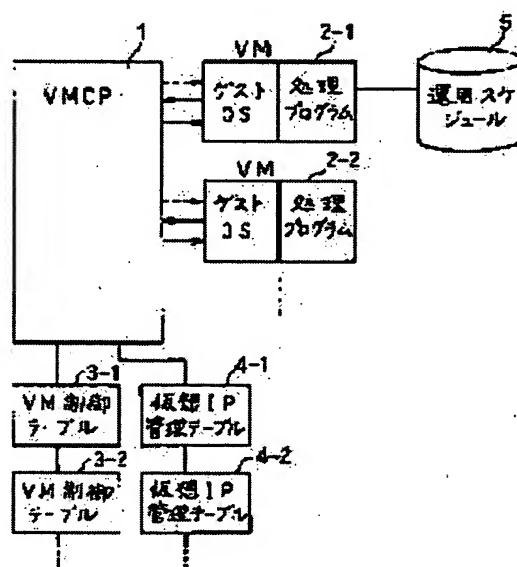 1
VMCP
VM
2-1
ゲスト
OS
処理
プログラム
5
運用スケ
ジュール
VM
2-2
ゲスト
OS
処理
プログラム
3-1
VM制御
テーブル
4-1
仮想IP
管理テーブル
3-2
VM制御
テーブル
4-2
仮想IP
管理テーブル